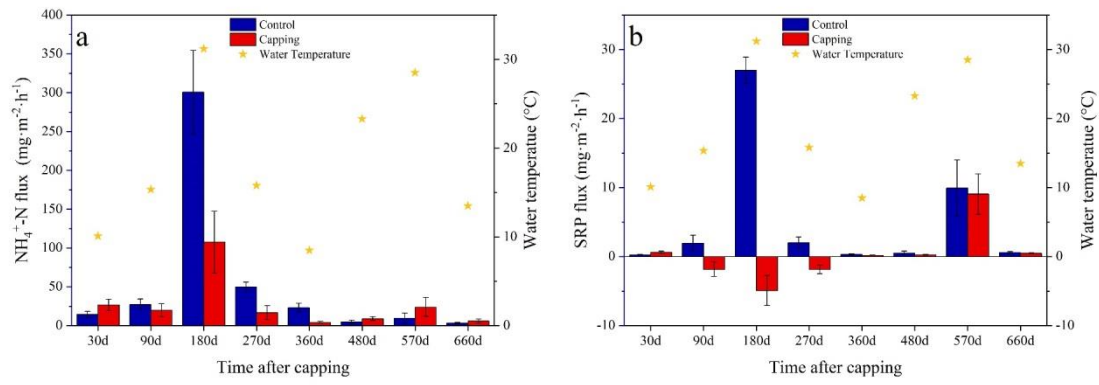 a
Control
Capping
Water Temperature
NH₄⁺-N flux (mg·m⁻²·h⁻¹)
400
350
300
250
200
150
100
50
0
30
20
10
0
Water temperatue (°C)
30d 90d 180d 270d 360d 480d 570d 660d
Time after capping
b
Control
Capping
Water Temperature
SRP flux (mg·m⁻²·h⁻¹)
30
20
10
0
-10
30
20
10
0
-10
Water temperatue (°C)
30d 90d 180d 270d 360d 480d 570d 660d
Time after capping